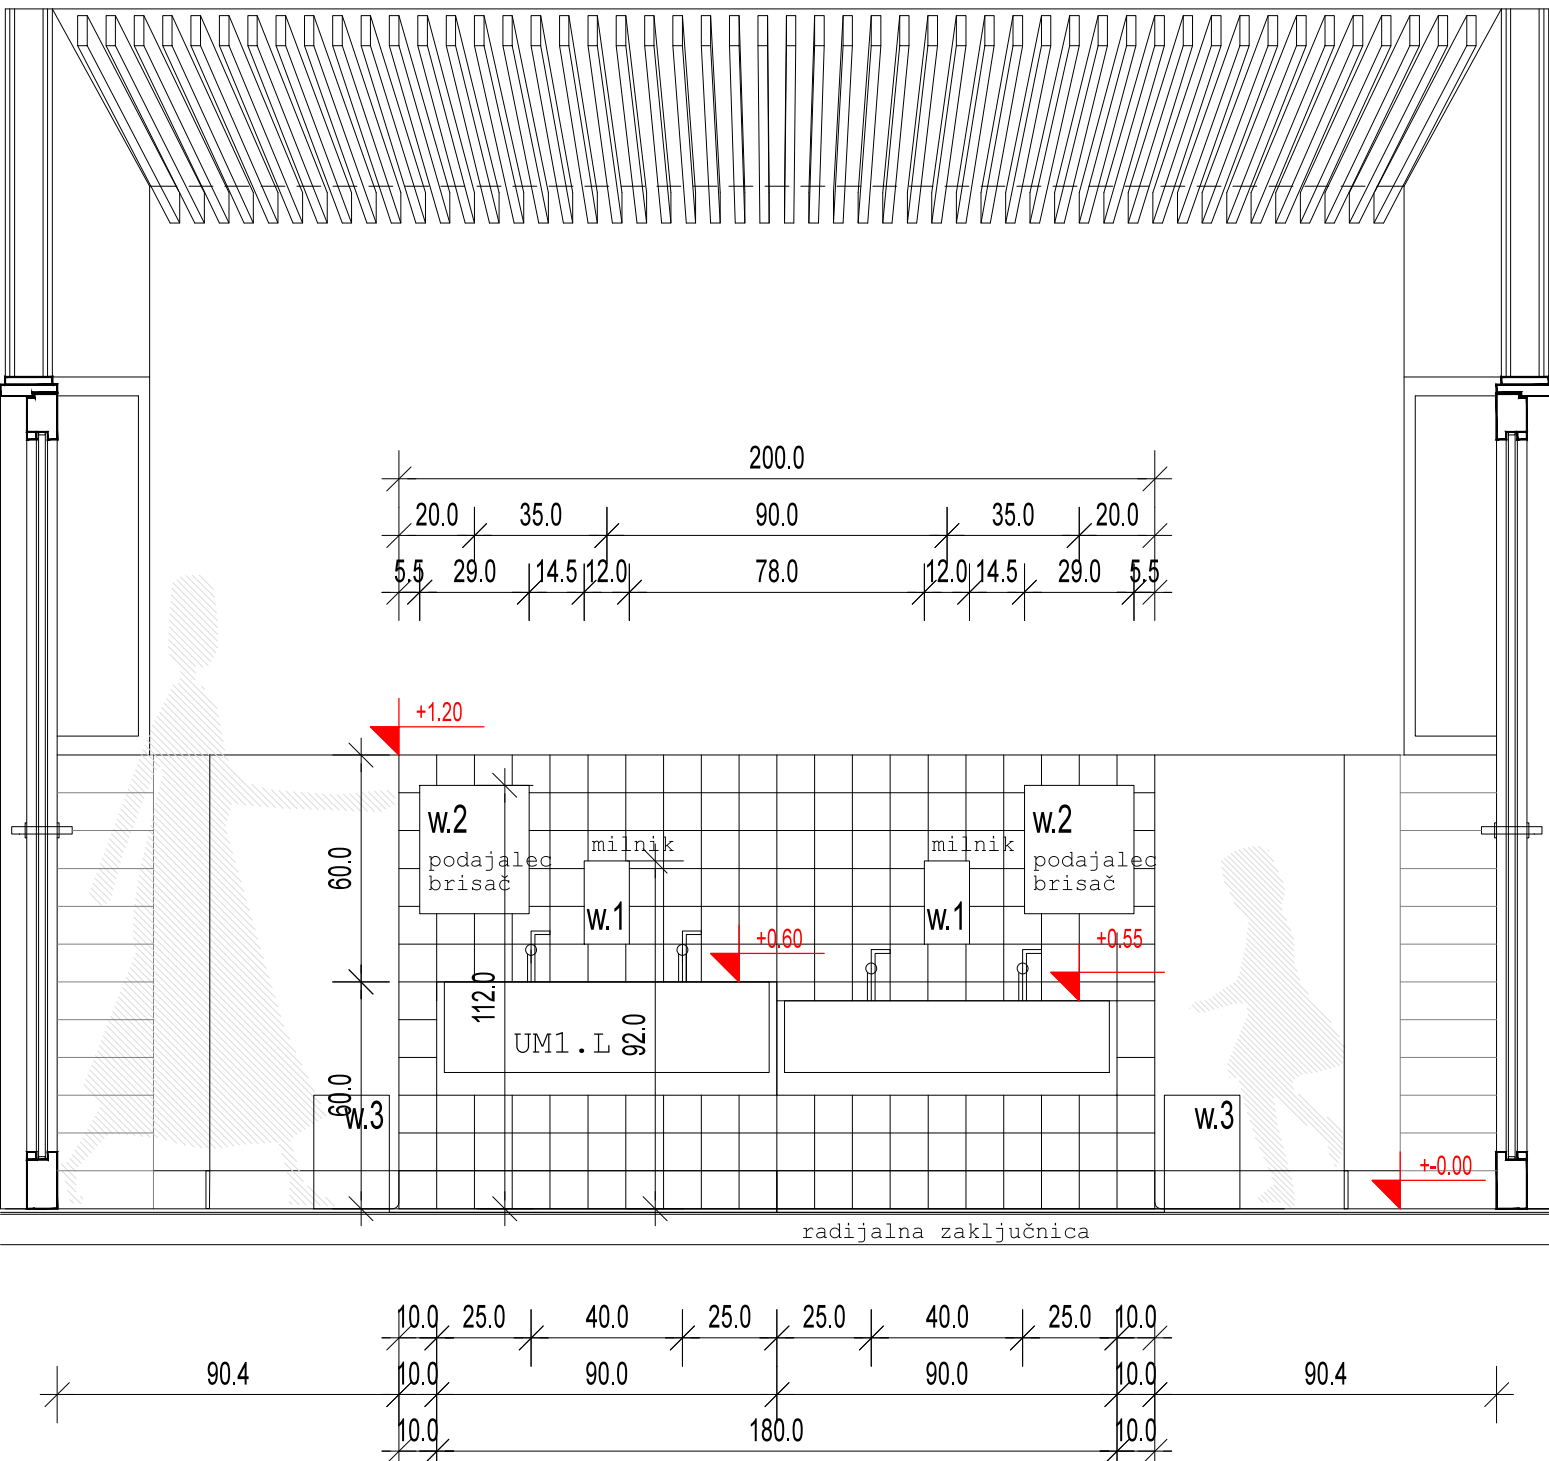 200.0
20.0 35.0 90.0 35.0 20.0
5.5 29.0 14.5 12.0 78.0 12.0 14.5 29.0 5.5
+1.20
w.2
podajalec
brisač
milnik
w.1
milnik
w.1
w.2
podajalec
brisač
60.0
+0.60
+0.55
112.0
UM1.L
92.0
60.0
w.3
w.3
+-0.00
radijalna zaključnica
10.0 25.0 40.0 25.0 25.0 40.0 25.0 10.0
90.4 10.0 90.0 90.0 10.0 90.4
10.0 180.0 10.0